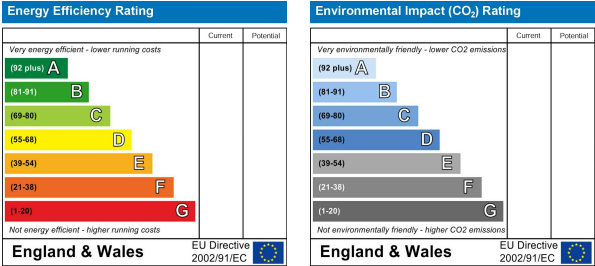 Energy Efficiency Rating
Current Potential
Very energy efficient - lower running costs
(92 plus) A
(81-91) B
(69-80) C
(55-68) D
(39-54) E
(21-38) F
(1-20) G
Not energy efficient - higher running costs
England & Wales
EU Directive
2002/91/EC
Environmental Impact (CO₂) Rating
Current Potential
Very environmentally friendly - lower CO2 emissions
(92 plus) A
(81-91) B
(69-80) C
(55-68) D
(39-54) E
(21-38) F
(1-20) G
Not environmentally friendly - higher CO2 emissions
England & Wales
EU Directive
2002/91/EC